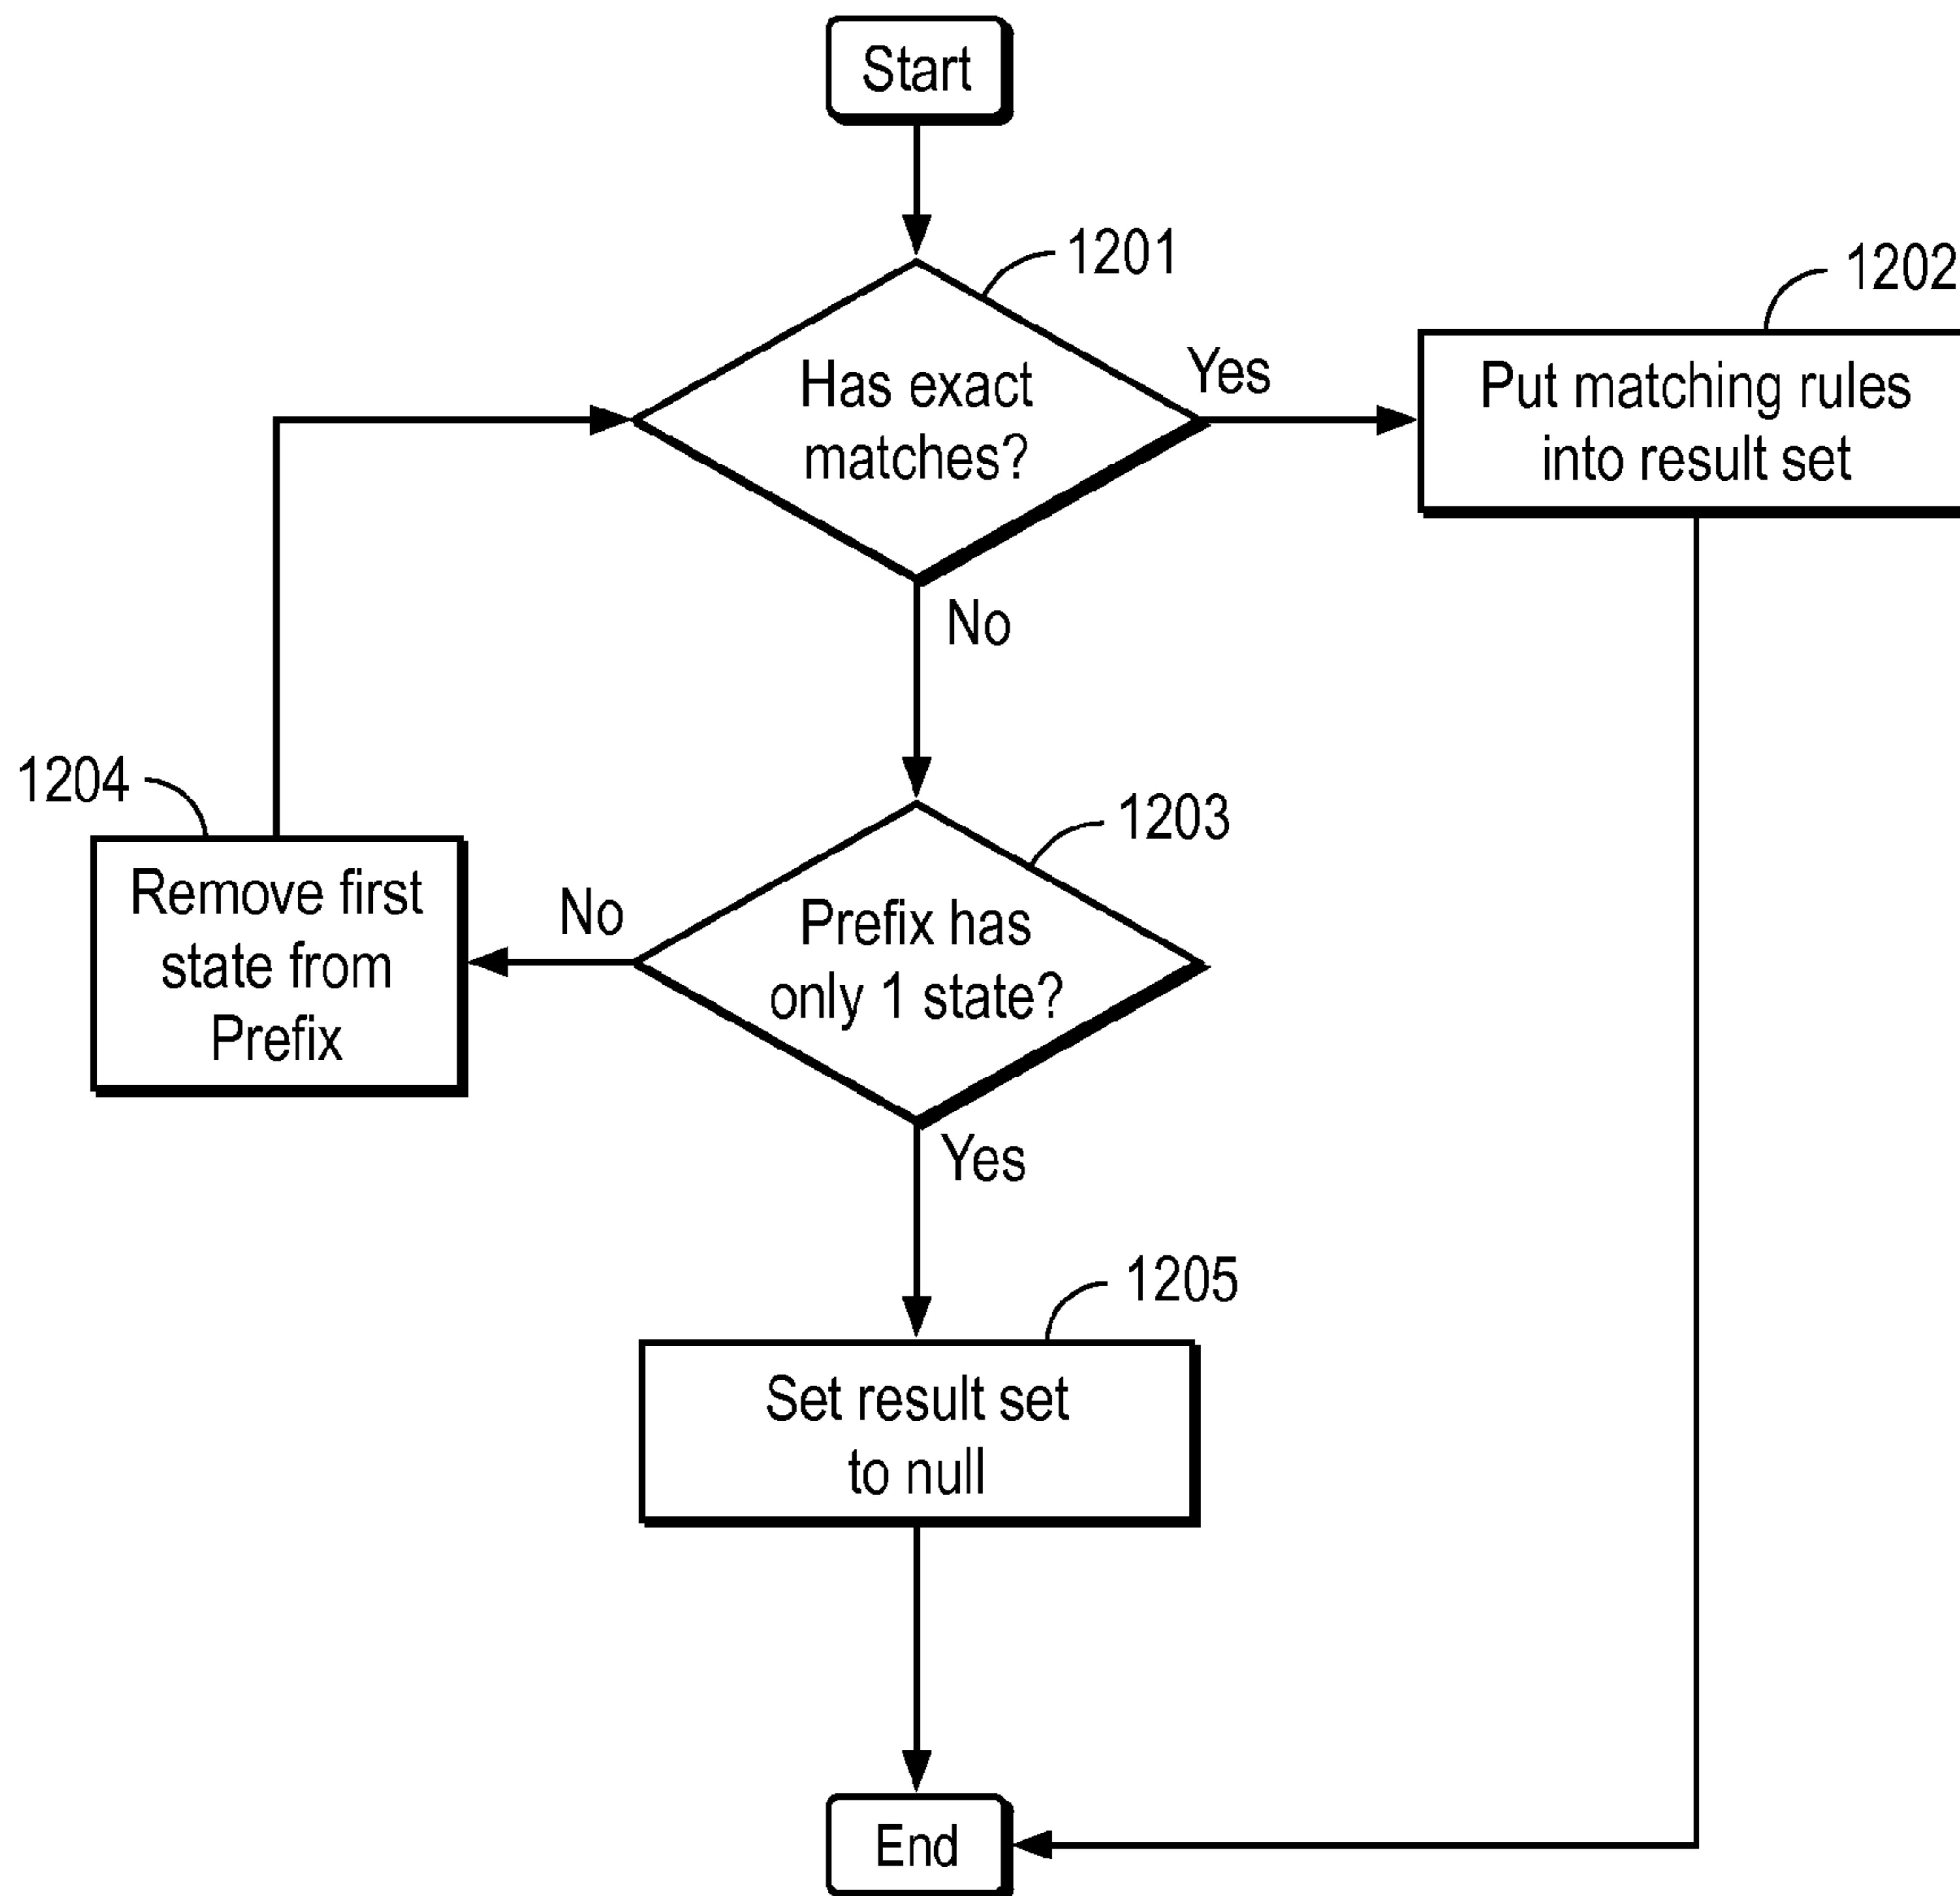 Start
1201
1202
Has exact
matches?
Yes
Put matching rules
into result set
No
1204
1203
Remove first
state from
Prefix
No
Prefix has
only 1 state?
Yes
1205
Set result set
to null
End